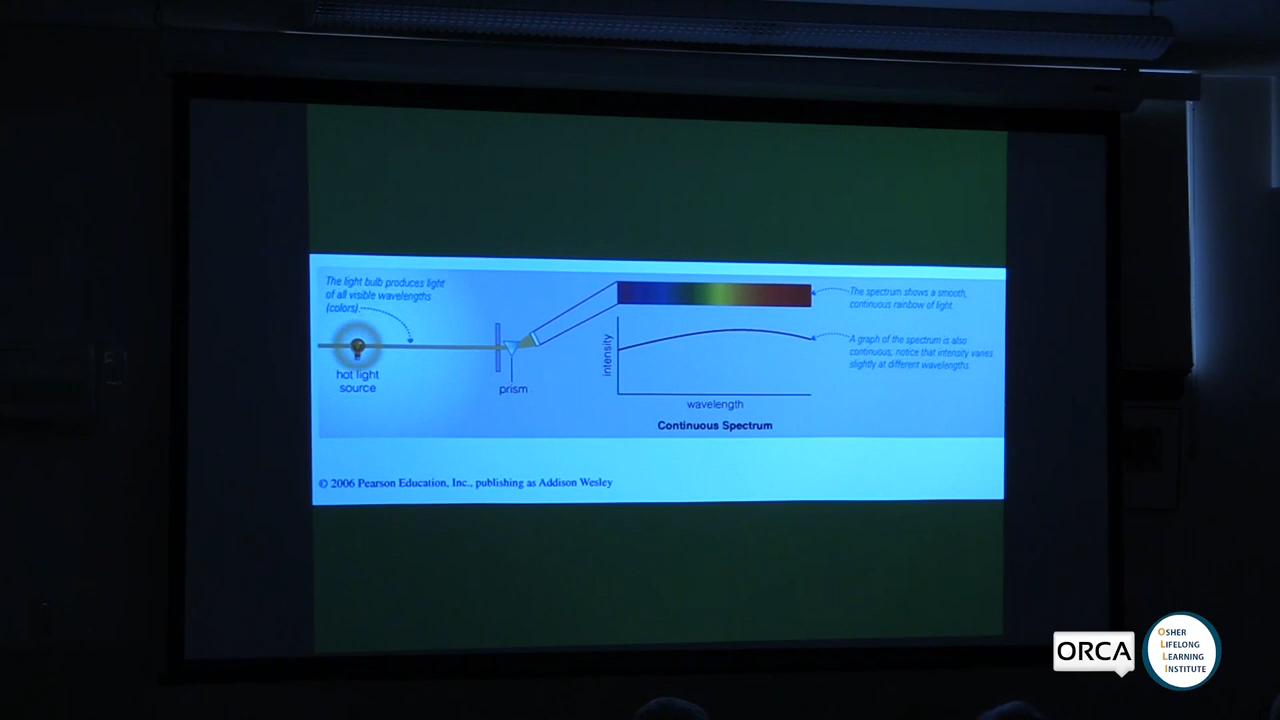 The light bulb produces light
of all visible wavelengths
(colors).
hot light
source
prism
intensity
wavelength
Continuous Spectrum
The spectrum shows a smooth,
continuous rainbow of light.
A graph of the spectrum is also
continuous; notice that intensity varies
slightly at different wavelengths.
© 2006 Pearson Education, Inc., publishing as Addison Wesley
ORCA
OSHER
LIFELONG
LEARNING
INSTITUTE